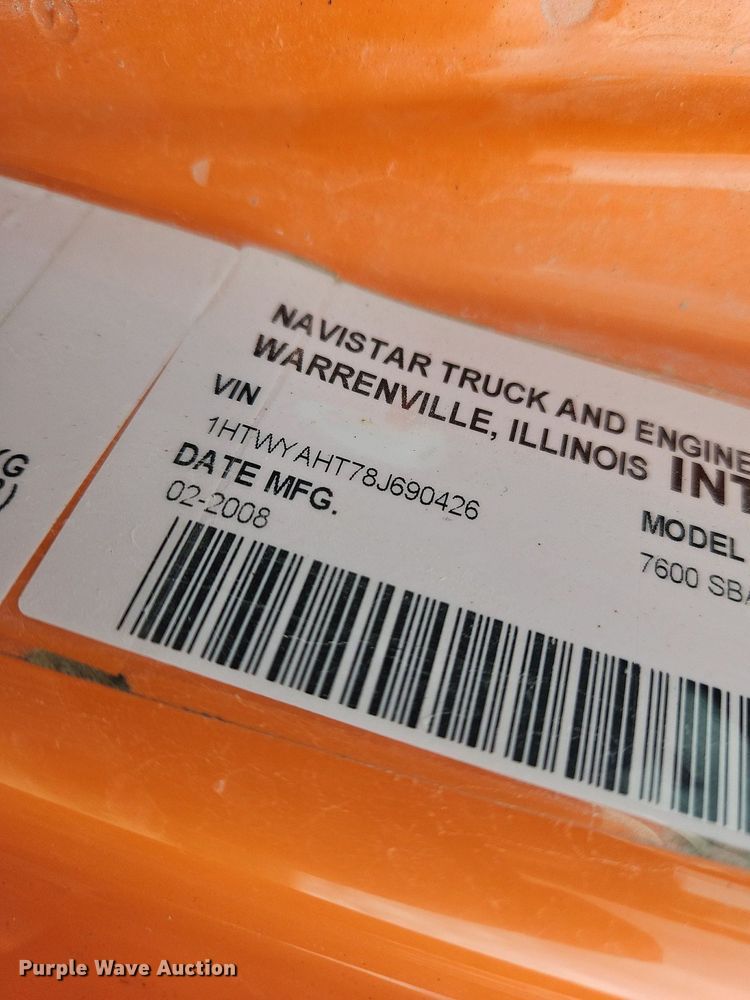 NAVISTAR TRUCK AND ENGINE
WARRENVILLE, ILLINOIS INT
VIN
1HTWYAHT78J690426
DATE MFG.
02-2008
MODEL
7600 SBA
Purple Wave Auction